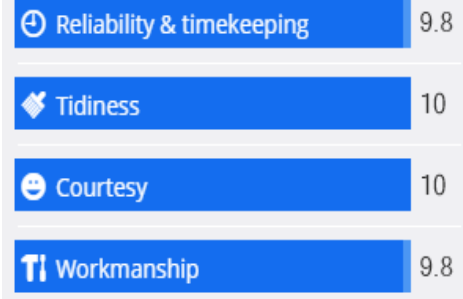 Reliability & timekeeping 9.8
Tidiness 10
Courtesy 10
Workmanship 9.8